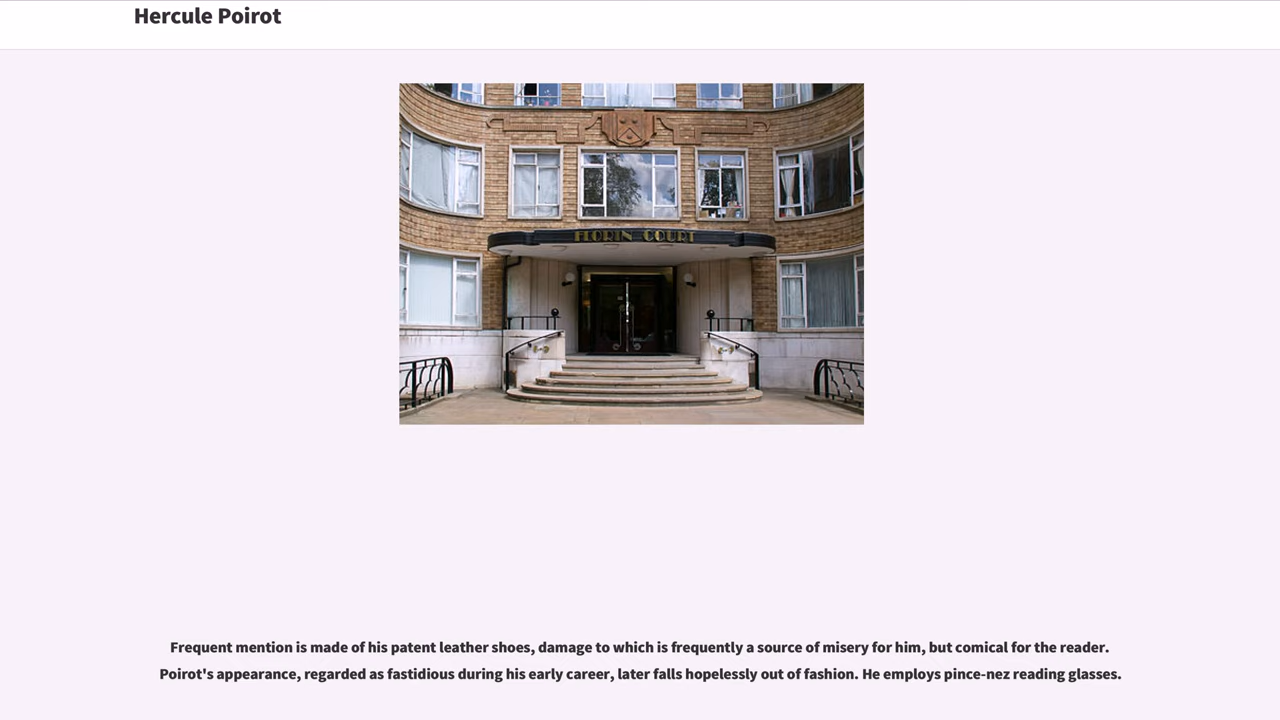 Hercule Poirot
FLORIN COURT
Frequent mention is made of his patent leather shoes, damage to which is frequently a source of misery for him, but comical for the reader.
Poirot's appearance, regarded as fastidious during his early career, later falls hopelessly out of fashion. He employs pince-nez reading glasses.